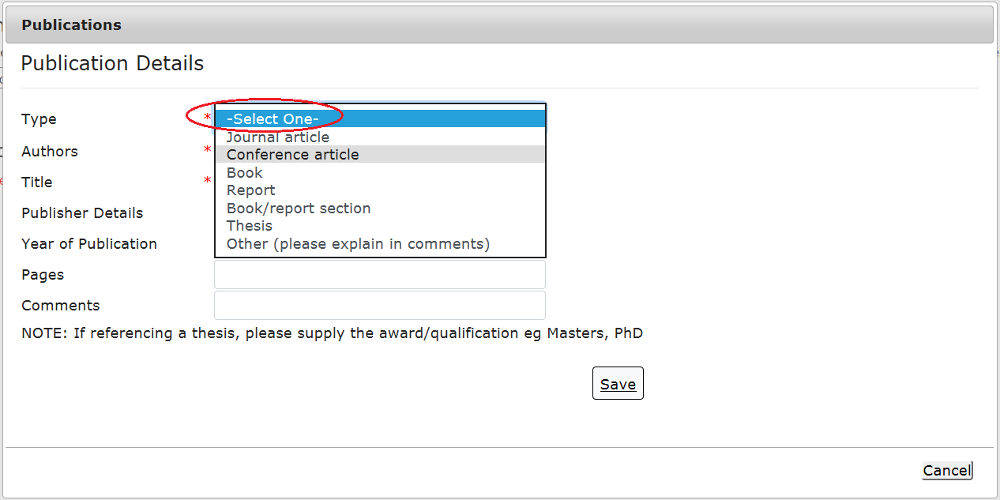 Publications
Publication Details
Type * -Select One-
Journal article
Conference article
Authors *
Book
Title *
Report
Publisher Details
Book/report section
Thesis
Year of Publication
Other (please explain in comments)
Pages
Comments
NOTE: If referencing a thesis, please supply the award/qualification eg Masters, PhD
Save
Cancel